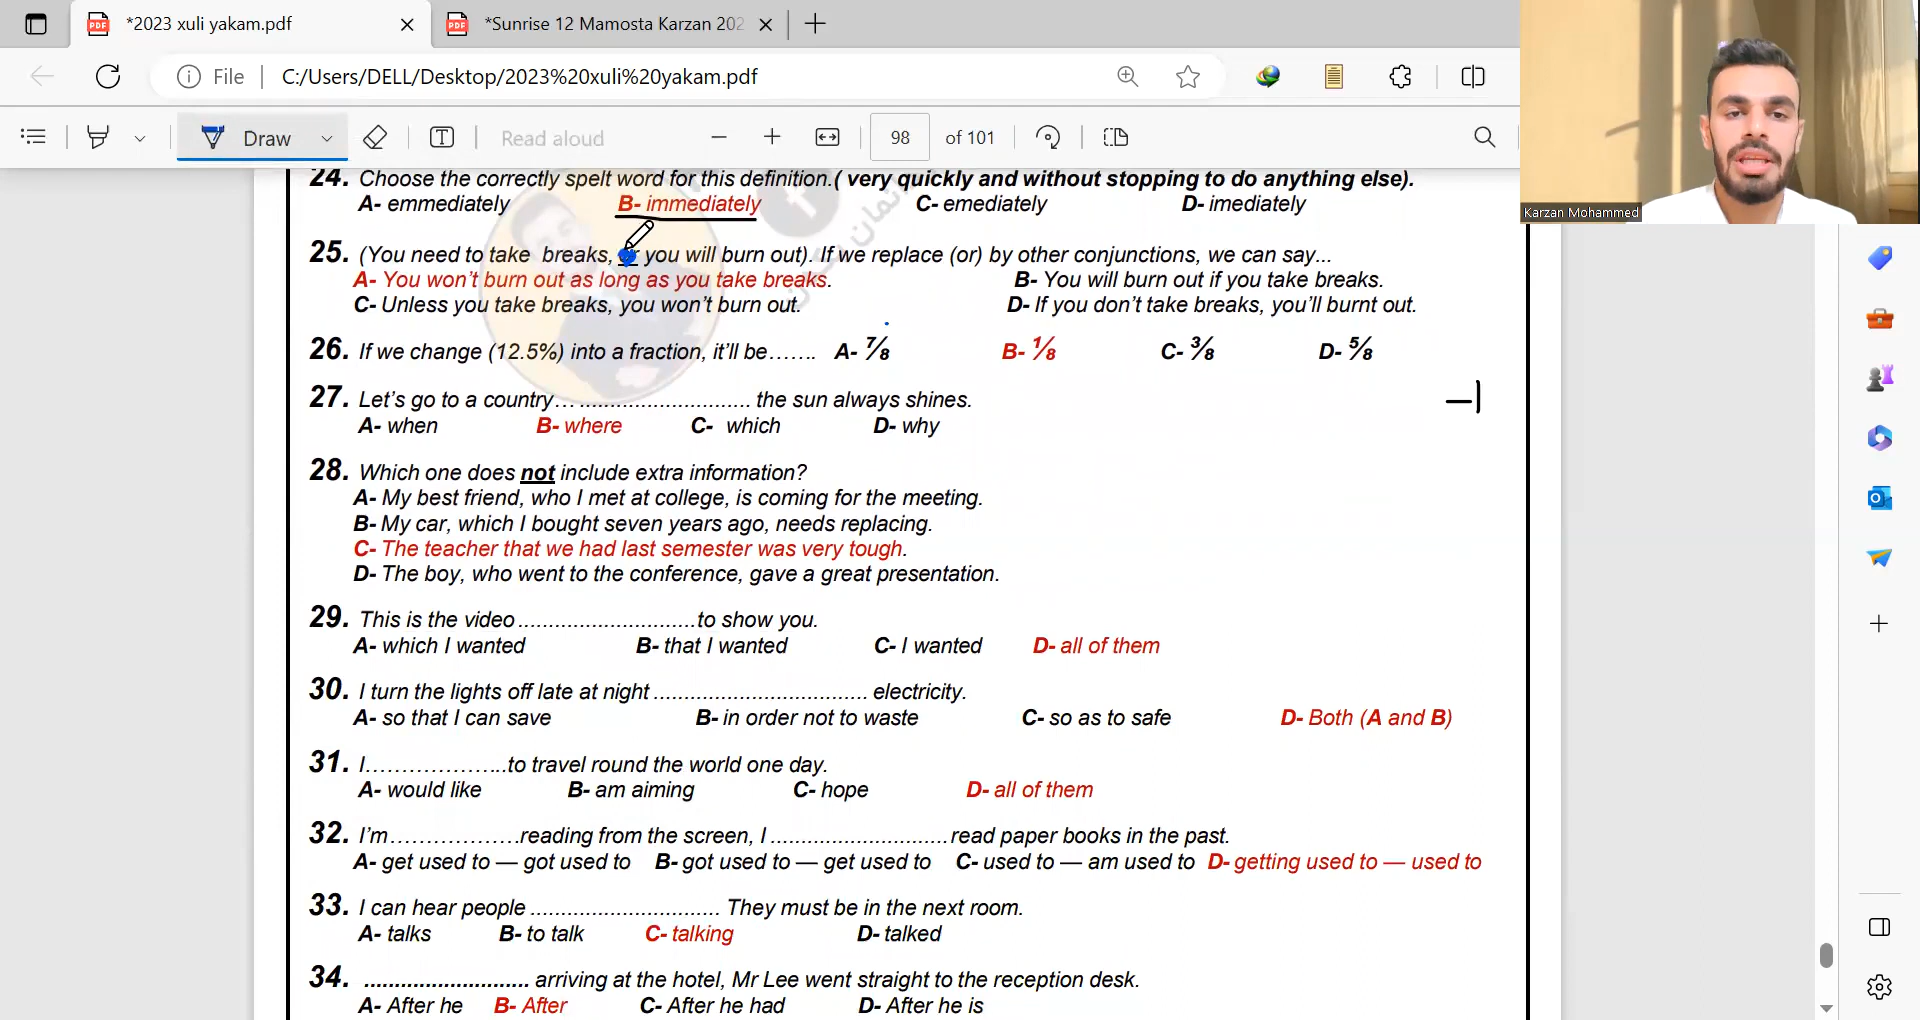 *2023 xuli yakam.pdf
*Sunrise 12 Mamosta Karzan 202
File
C:/Users/DELL/Desktop/2023%20xuli%20yakam.pdf
Draw
Read aloud
98 of 101
Karzan Mohammed
24. Choose the correctly spelt word for this definition.( very quickly and without stopping to do anything else).
A- emmediately B- immediately C- emediately D- imediately
25. (You need to take breaks, or you will burn out). If we replace (or) by other conjunctions, we can say...
A- You won't burn out as long as you take breaks. B- You will burn out if you take breaks.
C- Unless you take breaks, you won't burn out. D- If you don't take breaks, you'll burnt out.
26. If we change (12.5%) into a fraction, it'll be....... A- ⅞ B- ⅛ C- ⅜ D- ⅝
27. Let's go to a country............................... the sun always shines.
A- when B- where C- which D- why
28. Which one does not include extra information?
A- My best friend, who I met at college, is coming for the meeting.
B- My car, which I bought seven years ago, needs replacing.
C- The teacher that we had last semester was very tough.
D- The boy, who went to the conference, gave a great presentation.
29. This is the video.............................to show you.
A- which I wanted B- that I wanted C- I wanted D- all of them
30. I turn the lights off late at night................................... electricity.
A- so that I can save B- in order not to waste C- so as to safe D- Both (A and B)
31. I......................to travel round the world one day.
A- would like B- am aiming C- hope D- all of them
32. I'm....................reading from the screen, I.............................read paper books in the past.
A- get used to — got used to B- got used to — get used to C- used to — am used to D- getting used to — used to
33. I can hear people............................... They must be in the next room.
A- talks B- to talk C- talking D- talked
34. ........................... arriving at the hotel, Mr Lee went straight to the reception desk.
A- After he B- After C- After he had D- After he is